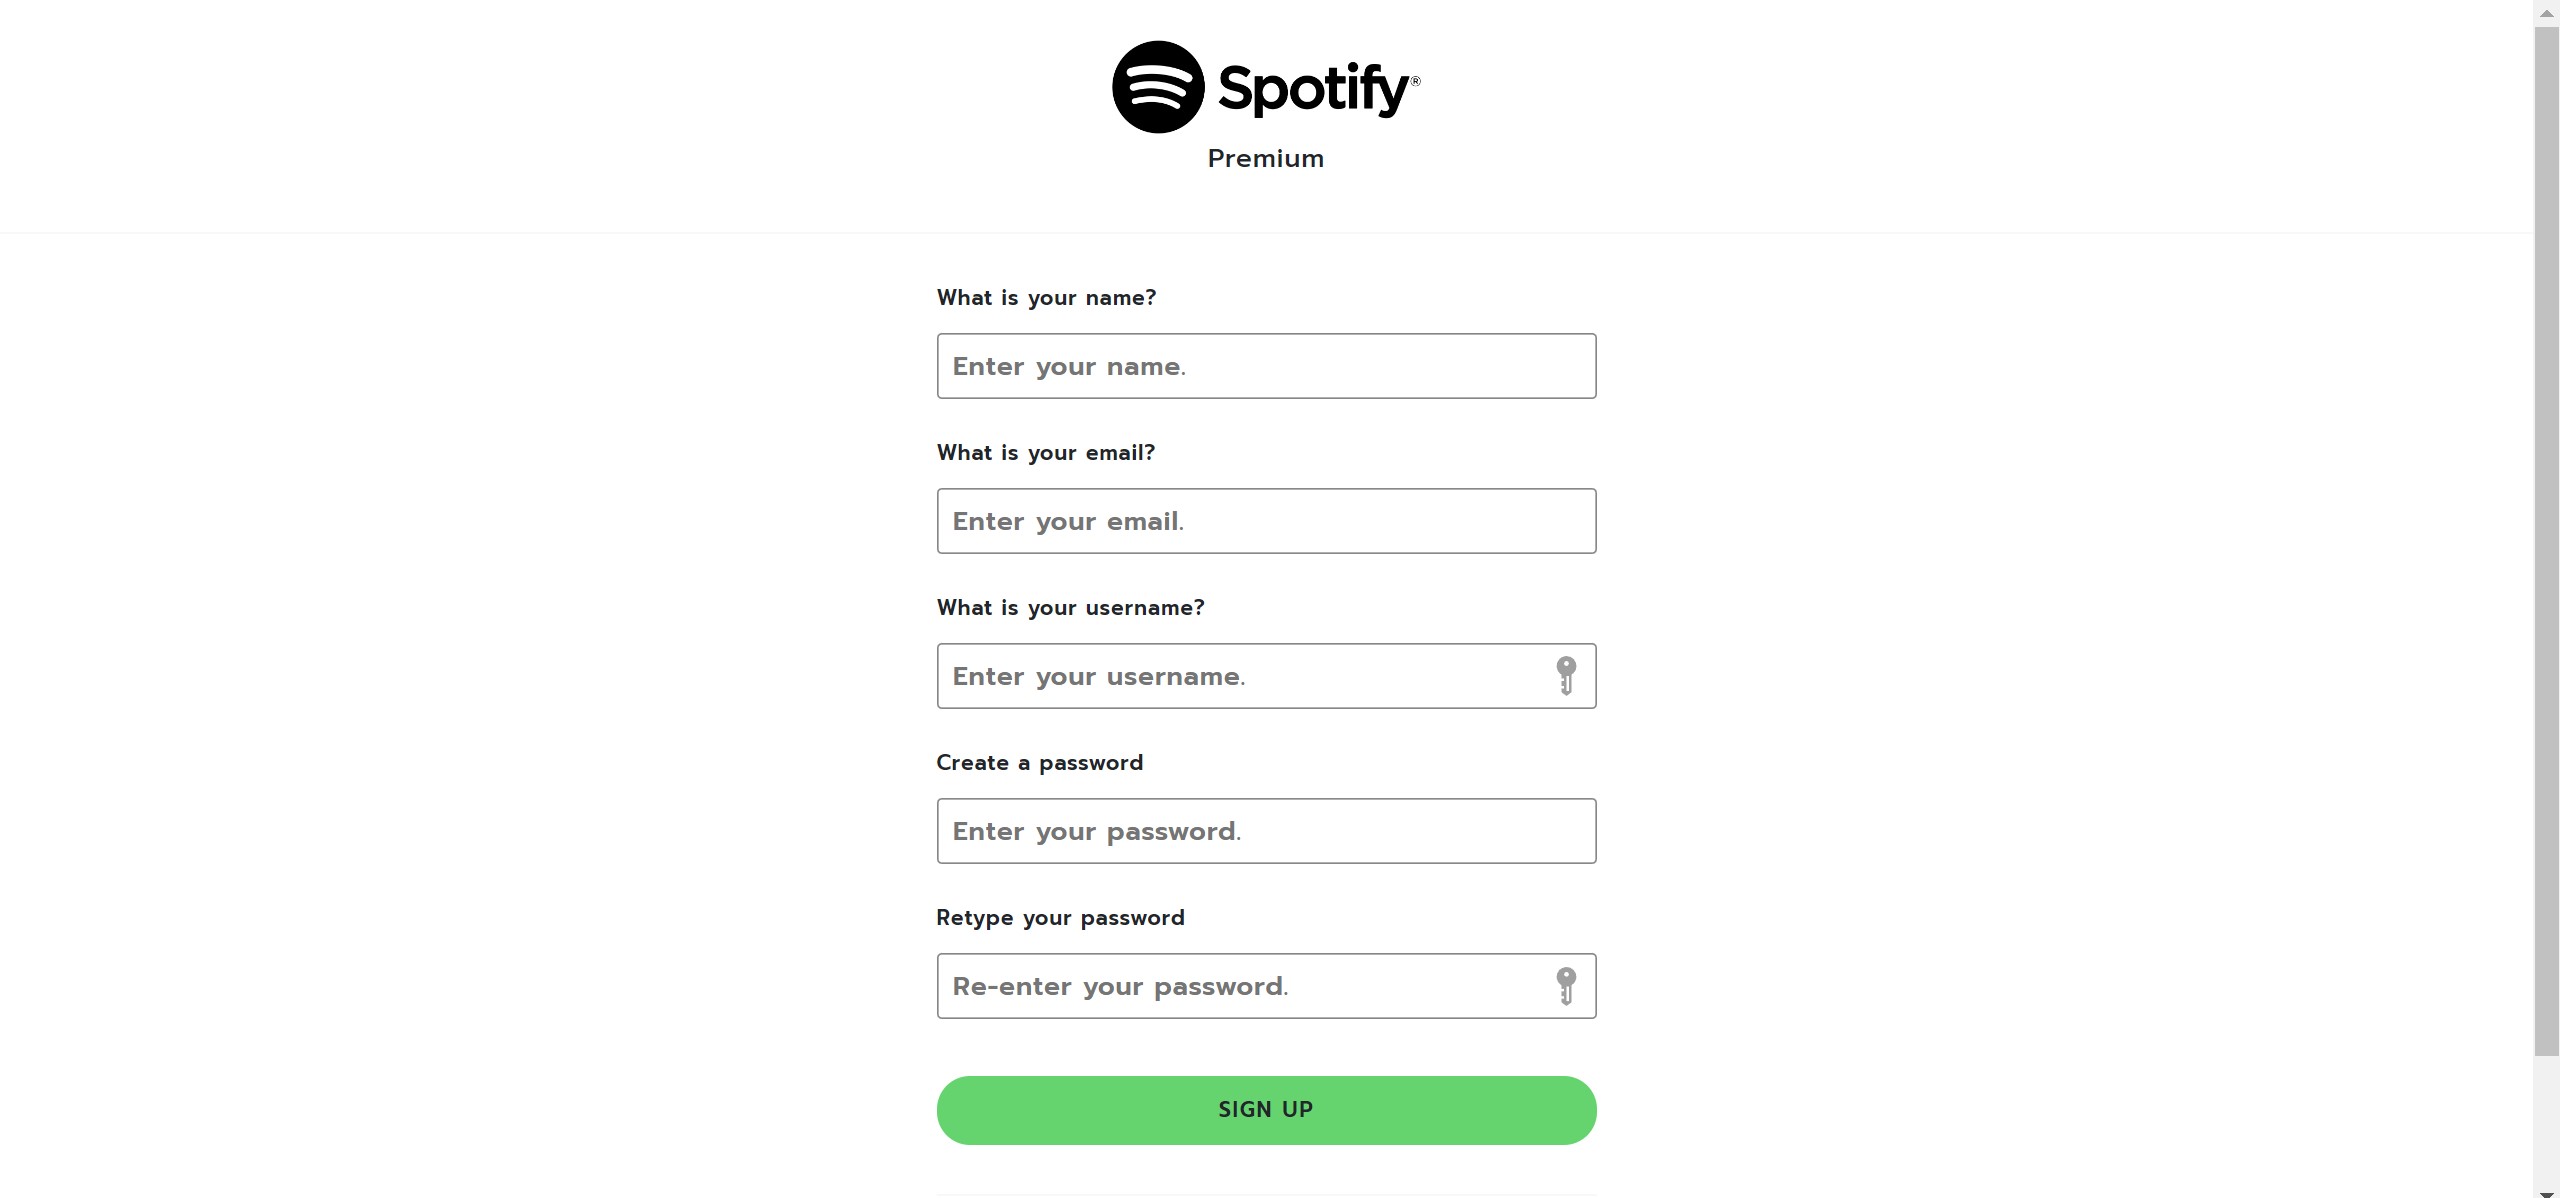 Spotify®
Premium
What is your name?
Enter your name.
What is your email?
Enter your email.
What is your username?
Enter your username.
Create a password
Enter your password.
Retype your password
Re-enter your password.
SIGN UP